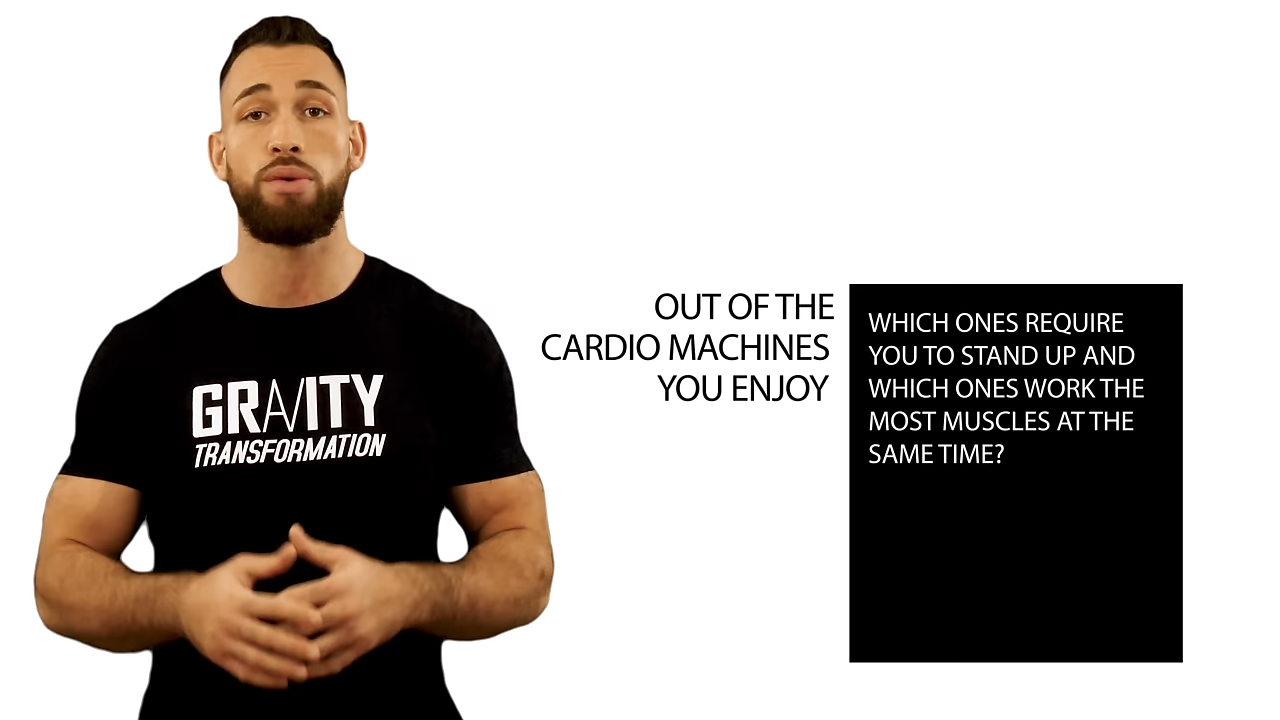 GRAVITY
TRANSFORMATION
OUT OF THE
CARDIO MACHINES
YOU ENJOY
WHICH ONES REQUIRE
YOU TO STAND UP AND
WHICH ONES WORK THE
MOST MUSCLES AT THE
SAME TIME?